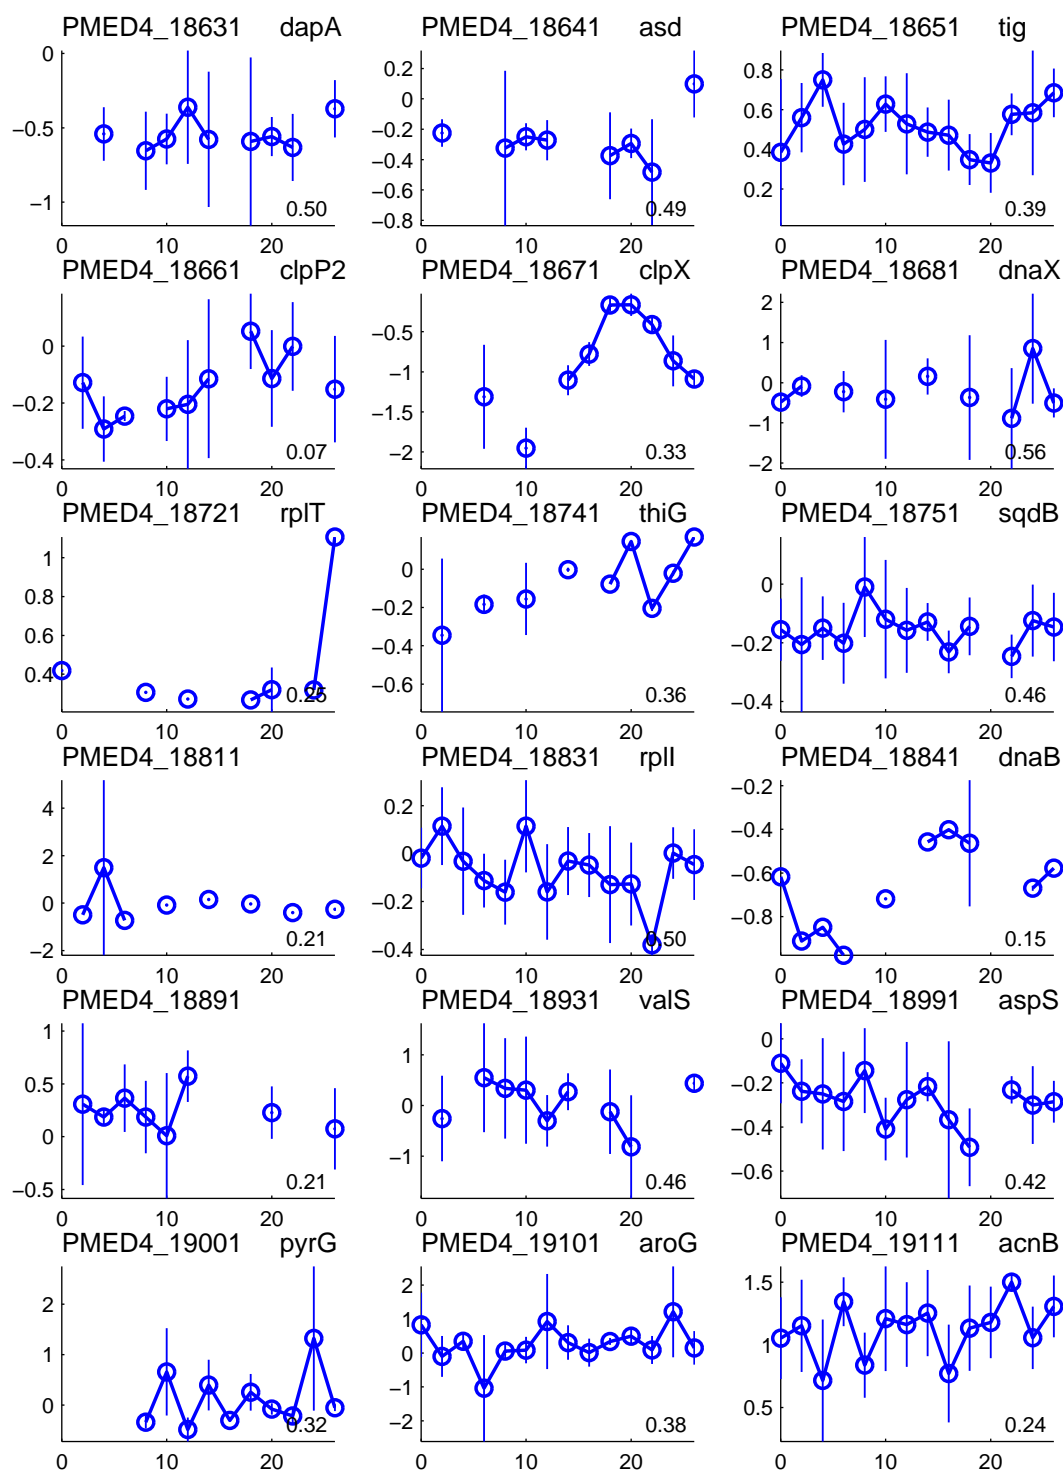 PMED4_18631 dapA PMED4_18641 asd PMED4_18651 tig
0 −0.5 −1 0.50 0 10 20
0.2 0 −0.2 −0.4 −0.6 −0.8 0.49 0 10 20
0.8 0.6 0.4 0.2 0.39 0 10 20
PMED4_18661 clpP2 PMED4_18671 clpX PMED4_18681 dnaX
0 −0.2 −0.4 0.07 0 10 20
−0.5 −1 −1.5 −2 0.33 0 10 20
2 1 0 −1 −2 0.56 0 10 20
PMED4_18721 rplT PMED4_18741 thiG PMED4_18751 sqdB
1 0.8 0.6 0.4 0.25 0 10 20
0 −0.2 −0.4 −0.6 0.36 0 10 20
0 −0.2 −0.4 0.46 0 10 20
PMED4_18811 PMED4_18831 rplI PMED4_18841 dnaB
4 2 0 −2 0.21 0 10 20
0.2 0 −0.2 −0.4 0.50 0 10 20
−0.2 −0.4 −0.6 −0.8 0.15 0 10 20
PMED4_18891 PMED4_18931 valS PMED4_18991 aspS
1 0.5 0 −0.5 0.21 0 10 20
1 0 −1 0.46 0 10 20
0 −0.2 −0.4 −0.6 0.42 0 10 20
PMED4_19001 pyrG PMED4_19101 aroG PMED4_19111 acnB
2 1 0 0.32 0 10 20
2 1 0 −1 −2 0.38 0 10 20
1.5 1 0.5 0.24 0 10 20